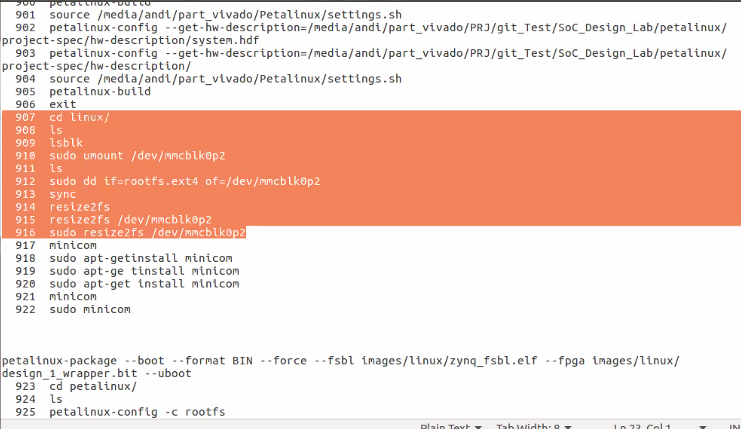 900  petalinux-build
901  source /media/andi/part_vivado/Petalinux/settings.sh
902  petalinux-config --get-hw-description=/media/andi/part_vivado/PRJ/git_Test/SoC_Design_Lab/petalinux/
project-spec/hw-description/system.hdf
903  petalinux-config --get-hw-description=/media/andi/part_vivado/PRJ/git_Test/SoC_Design_Lab/petalinux/
project-spec/hw-description/
904  source /media/andi/part_vivado/Petalinux/settings.sh
905  petalinux-build
906  exit
907  cd linux/
908  ls
909  lsblk
910  sudo umount /dev/mmcblk0p2
911  ls
912  sudo dd if=rootfs.ext4 of=/dev/mmcblk0p2
913  sync
914  resize2fs
915  resize2fs /dev/mmcblk0p2
916  sudo resize2fs /dev/mmcblk0p2
917  minicom
918  sudo apt-getinstall minicom
919  sudo apt-ge tinstall minicom
920  sudo apt-get install minicom
921  minicom
922  sudo minicom
petalinux-package --boot --format BIN --force --fsbl images/linux/zynq_fsbl.elf --fpga images/linux/
design_1_wrapper.bit --uboot
923  cd petalinux/
924  ls
925  petalinux-config -c rootfs
Plain Text Tab Width: 8 Ln 23, Col 1 IN